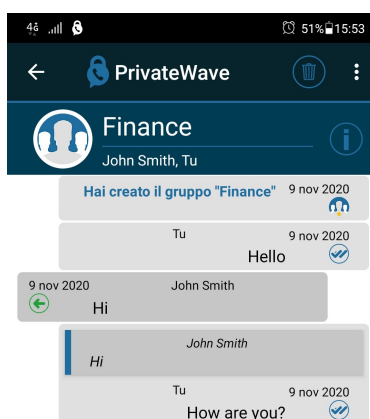 4G 51% 15:53
PrivateWave
Finance
John Smith, Tu
Hai creato il gruppo "Finance" 9 nov 2020
Tu 9 nov 2020
Hello
9 nov 2020 John Smith
Hi
John Smith
Hi
Tu 9 nov 2020
How are you?